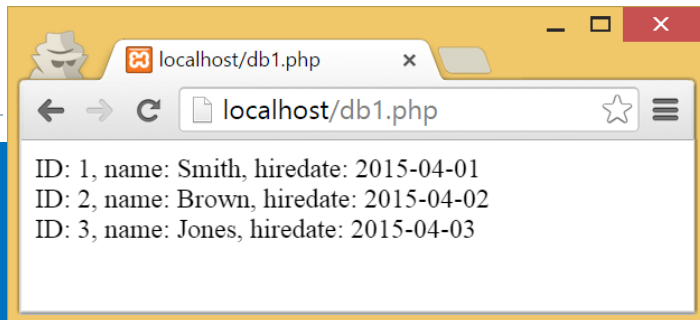 localhost/db1.php
localhost/db1.php
ID: 1, name: Smith, hiredate: 2015-04-01
ID: 2, name: Brown, hiredate: 2015-04-02
ID: 3, name: Jones, hiredate: 2015-04-03